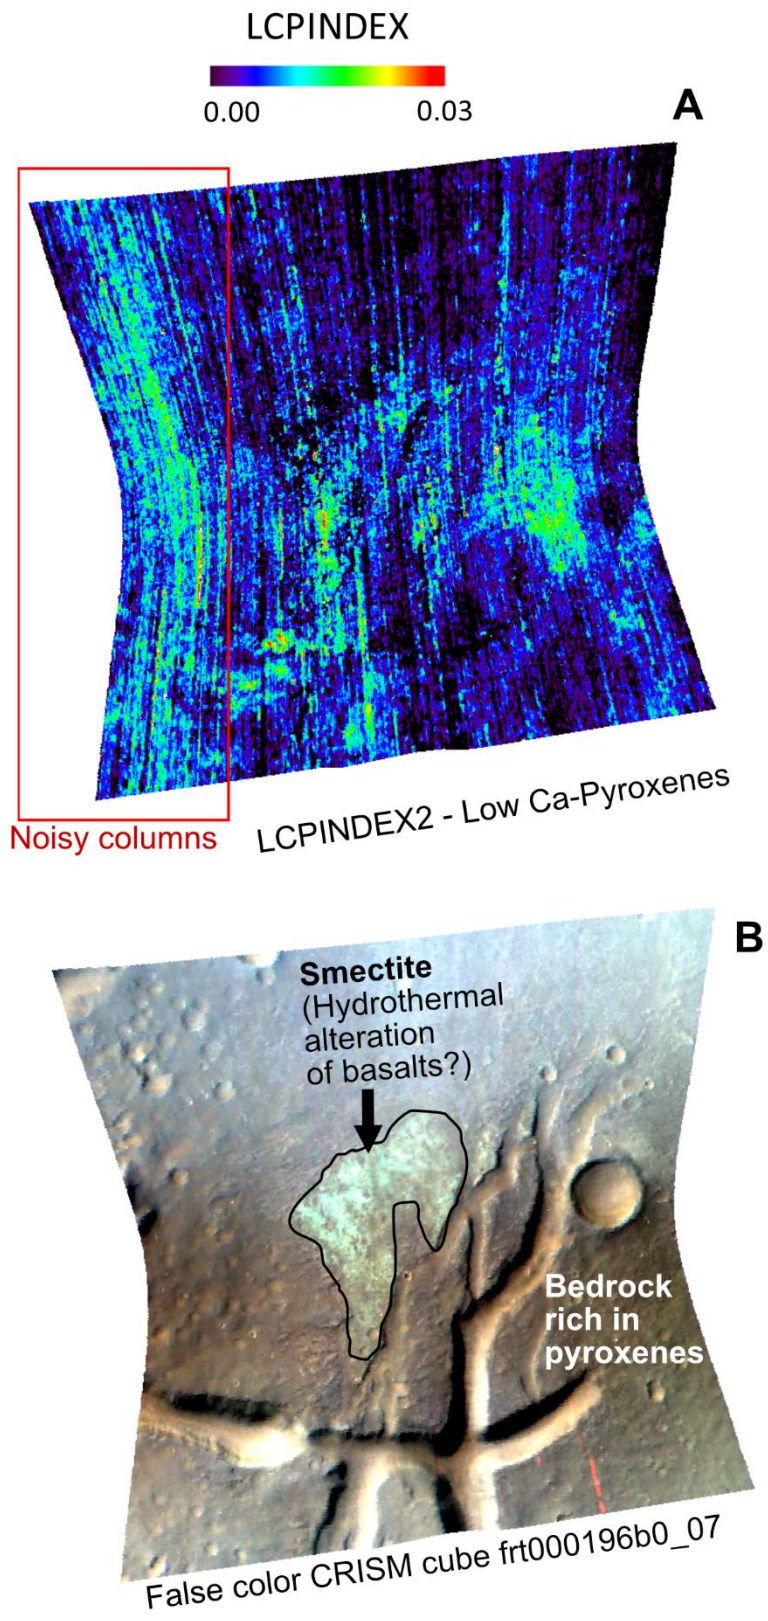 LCPINDEX
0.00 0.03
A
Noisy columns
LCPINDEX2 - Low Ca-Pyroxenes
B
Smectite
(Hydrothermal
alteration
of basalts?)
Bedrock
rich in
pyroxenes
False color CRISM cube frt000196b0_07